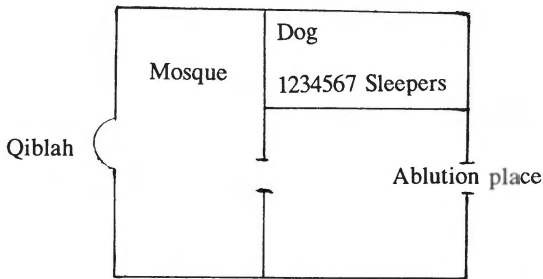 Dog
Mosque
1234567 Sleepers
Qiblah
Ablution place